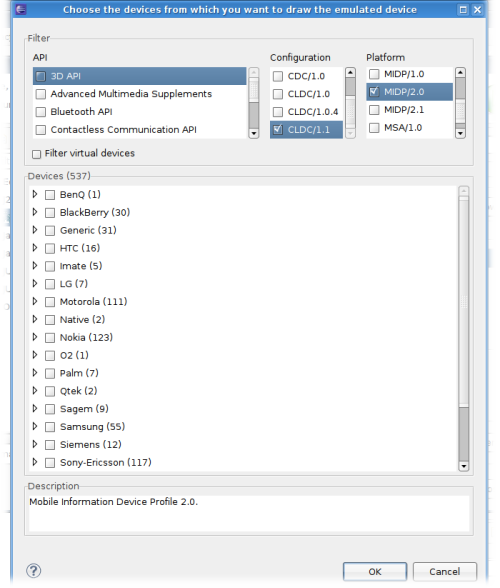 Choose the devices from which you want to draw the emulated device
Filter
API
3D API
Advanced Multimedia Supplements
Bluetooth API
Contactless Communication API
Configuration
CDC/1.0
CLDC/1.0
CLDC/1.0.4
CLDC/1.1
Platform
MIDP/1.0
MIDP/2.0
MIDP/2.1
MSA/1.0
Filter virtual devices
Devices (537)
BenQ (1)
BlackBerry (30)
Generic (31)
HTC (16)
Imate (5)
LG (7)
Motorola (111)
Native (2)
Nokia (123)
O2 (1)
Palm (7)
Qtek (2)
Sagem (9)
Samsung (55)
Siemens (12)
Sony-Ericsson (117)
Description
Mobile Information Device Profile 2.0.
?
OK
Cancel